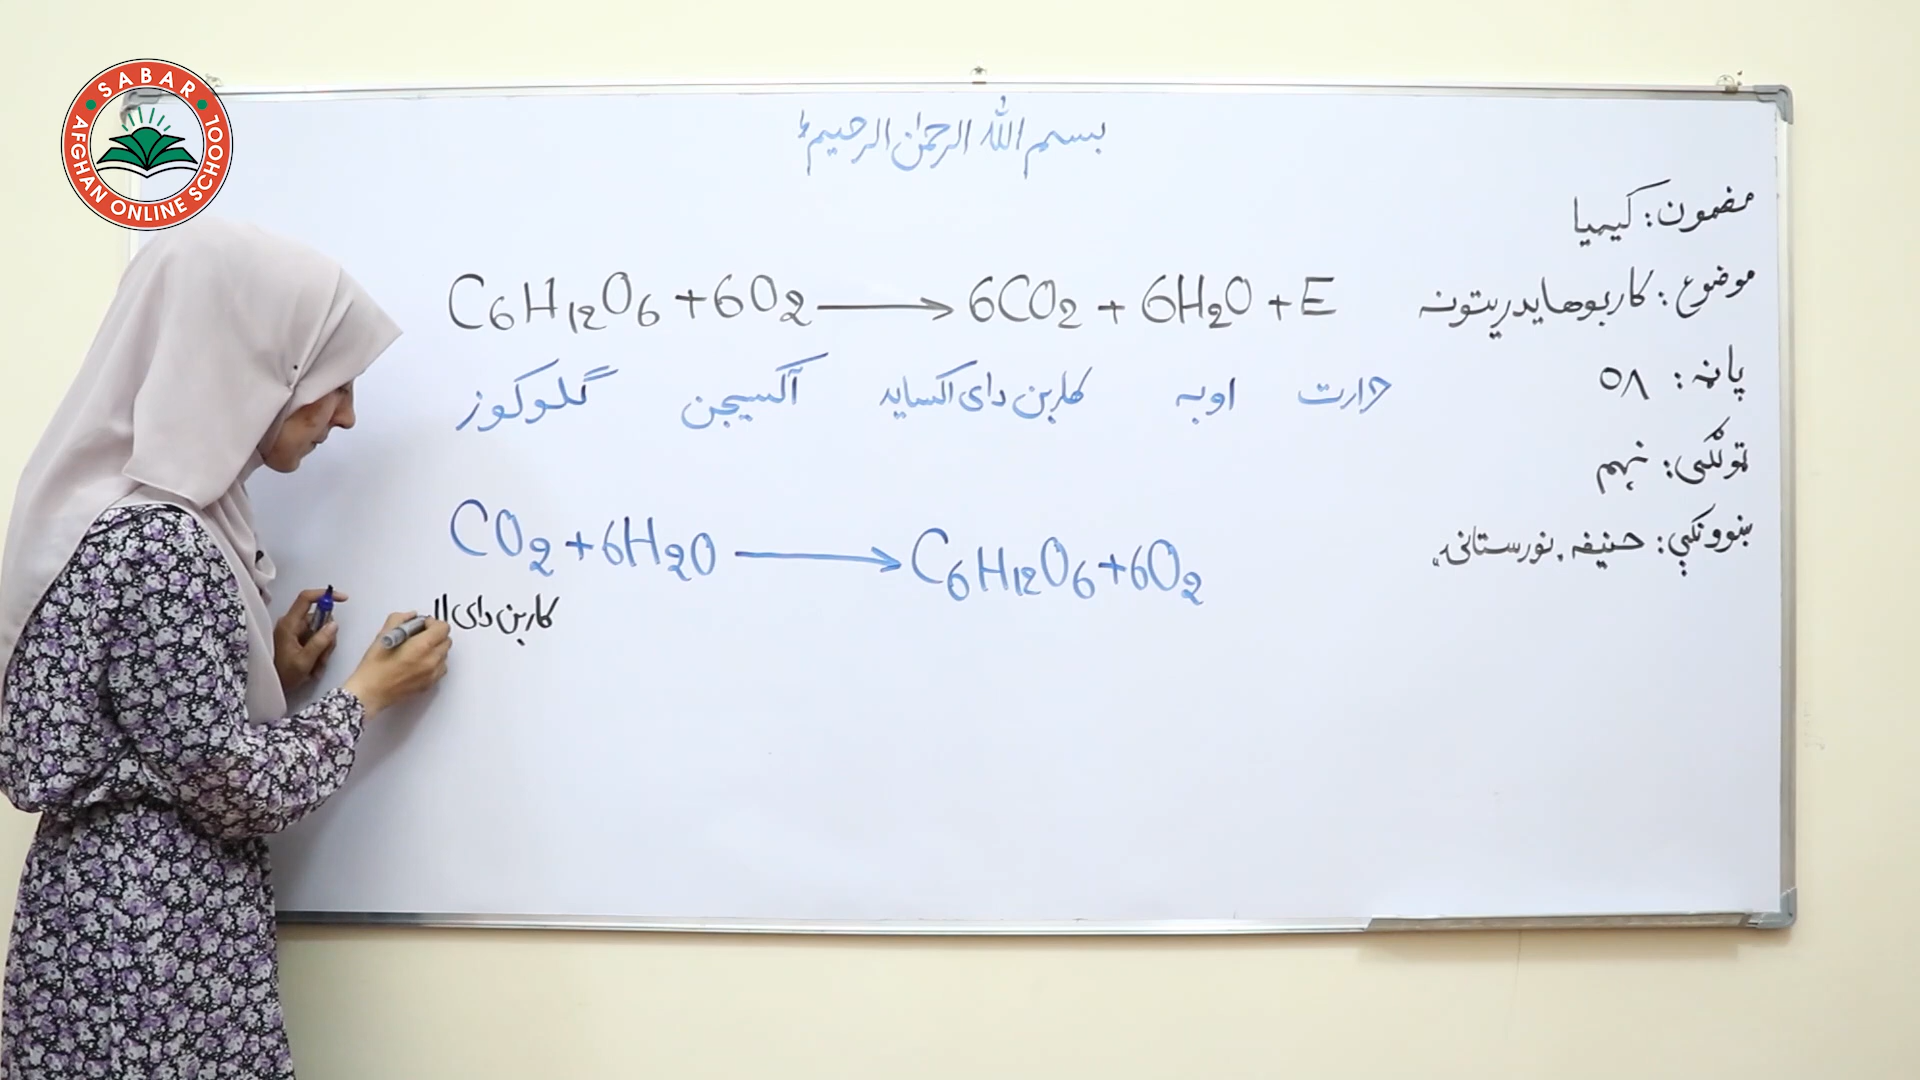 SABAR AFGHAN ONLINE SCHOOL
بسم الله الرحمن الرحیم
مضمون: کیمیا
موضوع: کاربوهایدریتونه
پاڼه: ۵۸
ټولګی: نهم
ښوونکې: حنیفه "نورستانی"
C6H12O6 + 6O2 ⟶ 6CO2 + 6H2O + E
ګلوکوز آکسیجن کاربن دای اکساید اوبه حرارت
CO2 + 6H2O ⟶ C6H12O6 + 6O2
کاربن دای ا